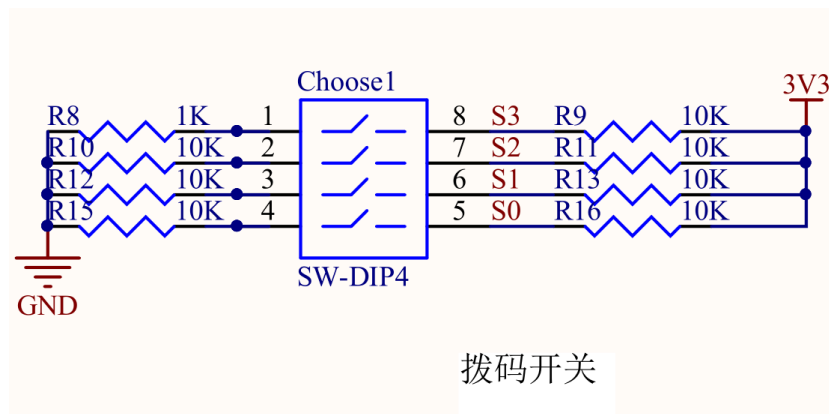 Choose1
3V3
R8 1K 1 8 S3 R9 10K
R10 10K 2 7 S2 R11 10K
R12 10K 3 6 S1 R13 10K
R15 10K 4 5 S0 R16 10K
SW-DIP4
GND
拨码开关